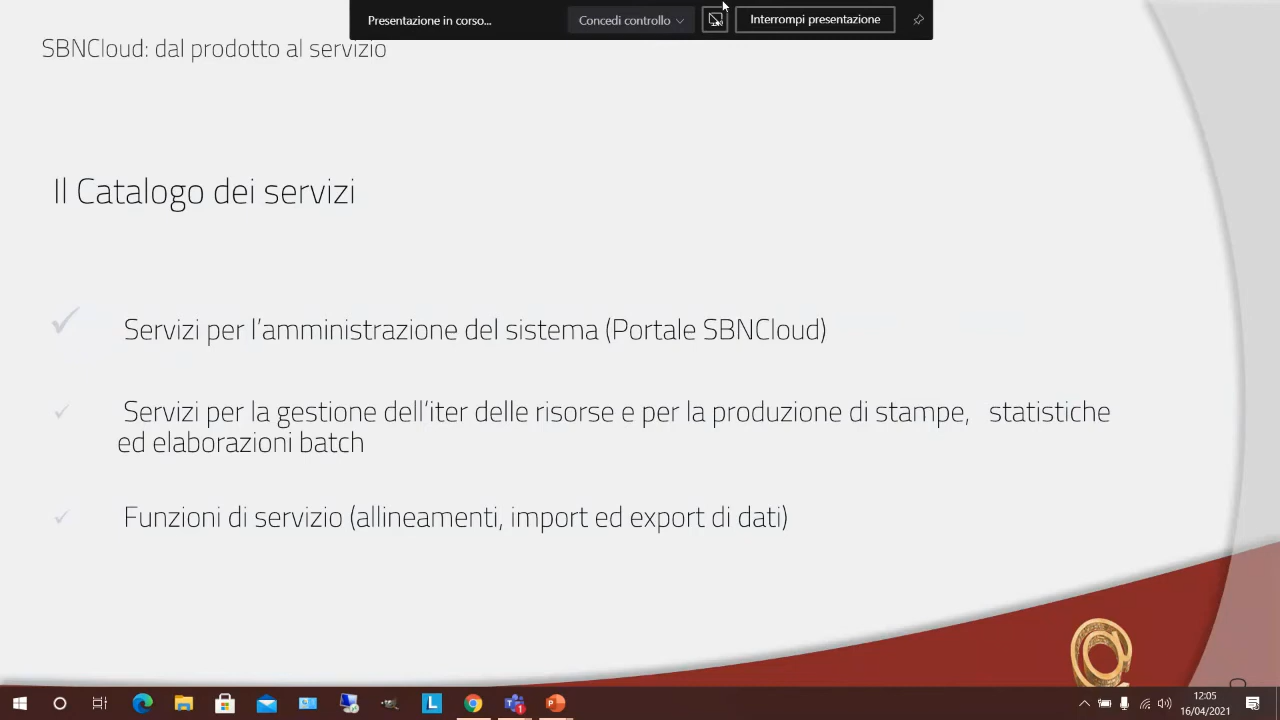 Presentazione in corso...
Concedi controllo
Interrompi presentazione
SBNCloud: dal prodotto al servizio
Il Catalogo dei servizi
Servizi per l’amministrazione del sistema (Portale SBNCloud)
Servizi per la gestione dell’iter delle risorse e per la produzione di stampe, statistiche
ed elaborazioni batch
Funzioni di servizio (allineamenti, import ed export di dati)
12:05
16/04/2021